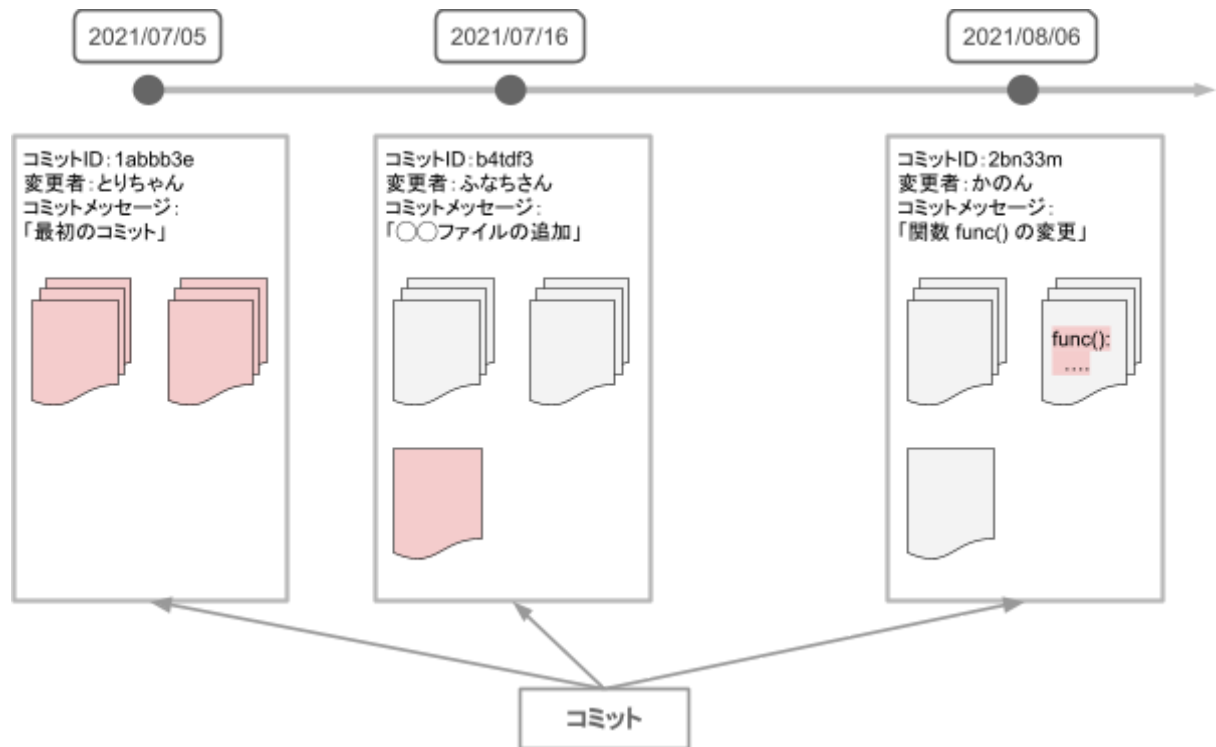 2021/07/05
2021/07/16
2021/08/06
コミットID:1abbb3e
変更者:とりちゃん
コミットメッセージ:
「最初のコミット」
コミットID:b4tdf3
変更者:ふなちさん
コミットメッセージ:
「〇〇ファイルの追加」
コミットID:2bn33m
変更者:かのん
コミットメッセージ:
「関数 func() の変更」
func():
....
コミット